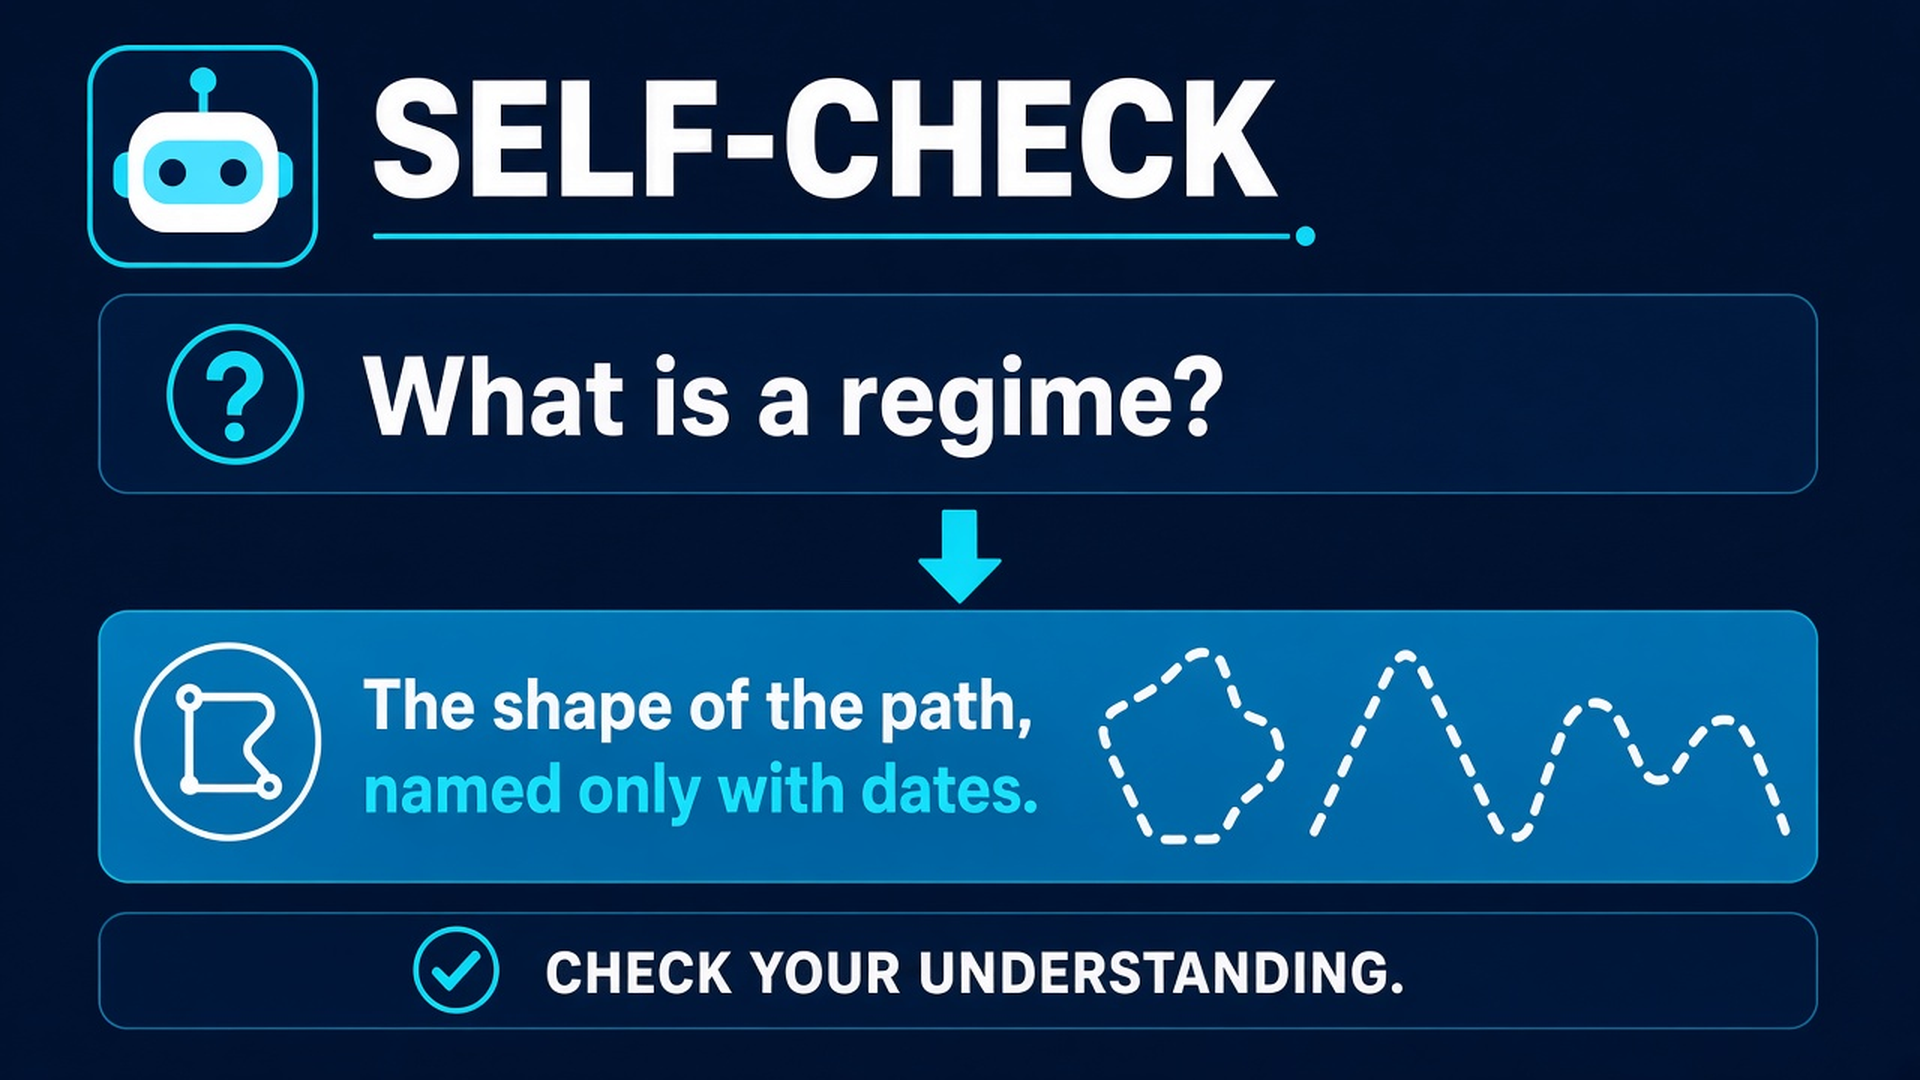 SELF-CHECK
What is a regime?
The shape of the path,
named only with dates.
CHECK YOUR UNDERSTANDING.